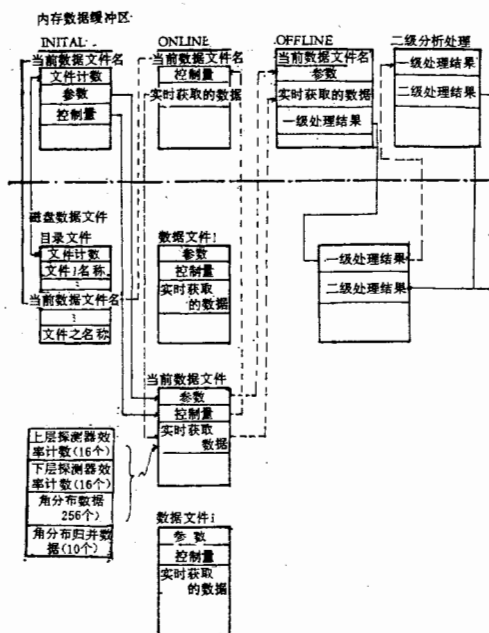 内存数据缓冲区
INITAL
当前数据文件名
文件计数
参数
控制量
ONLINE
当前数据文件名
控制量
实时获取的数据
OFFLINE
当前数据文件名
参数
实时获取的数据
一级处理结果
二级分析处理
一级处理结果
二级处理结果
磁盘数据文件
目录文件
文件计数
文件1名称
⋮
当前数据文件名
⋮
文件之名称
数据文件1
参数
控制量
实时获取
的数据
一级处理结果
二级处理结果
当前数据文件
参数
控制量
实时获取
数据
上层探测器效
率计数(16个)
下层探测器效
率计数(16个)
角分布数据
256个)
角分布归并数
据(10个)
数据文件i
参 数
控制量
实时获取
的数据